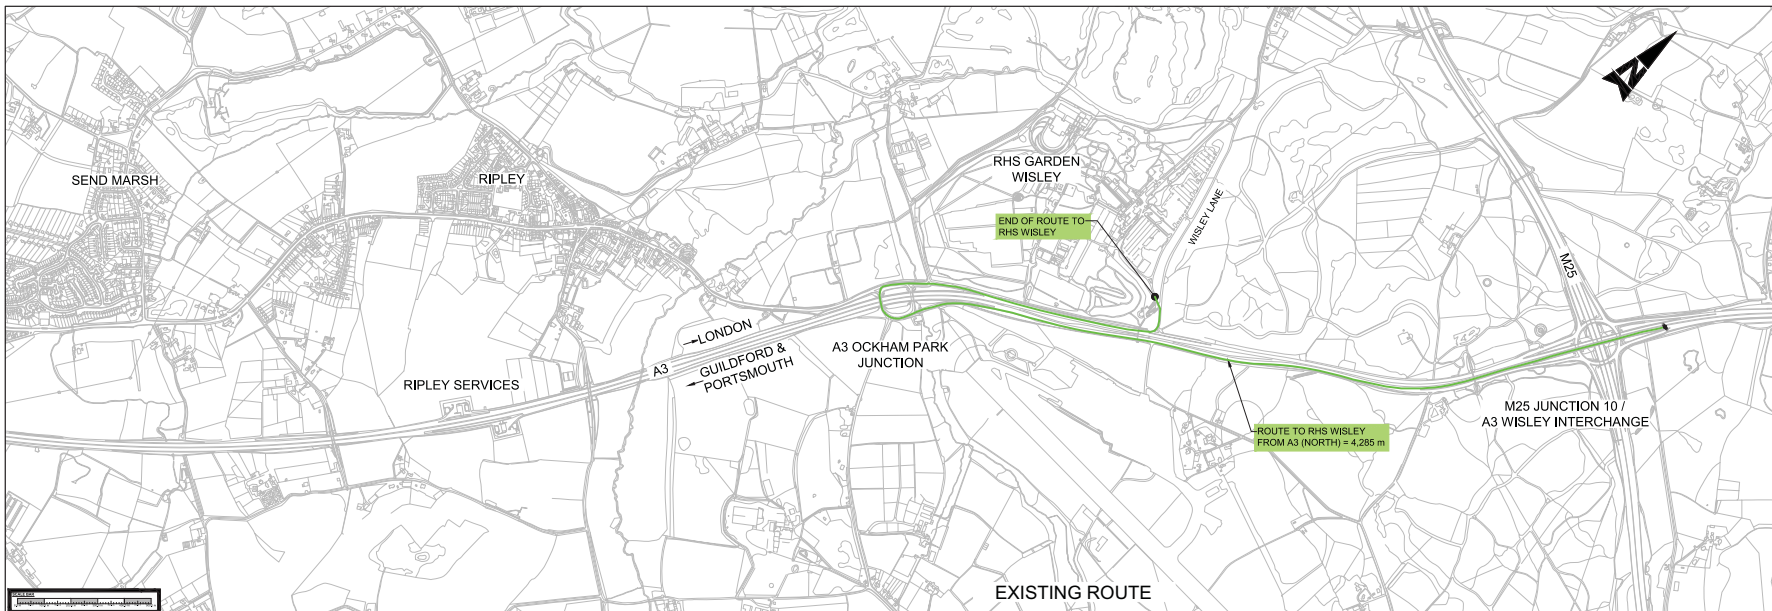 SEND MARSH
RIPLEY
RHS GARDEN
WISLEY
END OF ROUTE TO
RHS WISLEY
WISLEY LANE
M25
N
LONDON
A3
GUILDFORD &
PORTSMOUTH
A3 OCKHAM PARK
JUNCTION
RIPLEY SERVICES
ROUTE TO RHS WISLEY
FROM A3 (NORTH) = 4,285 m
M25 JUNCTION 10 /
A3 WISLEY INTERCHANGE
EXISTING ROUTE
SCALE BAR